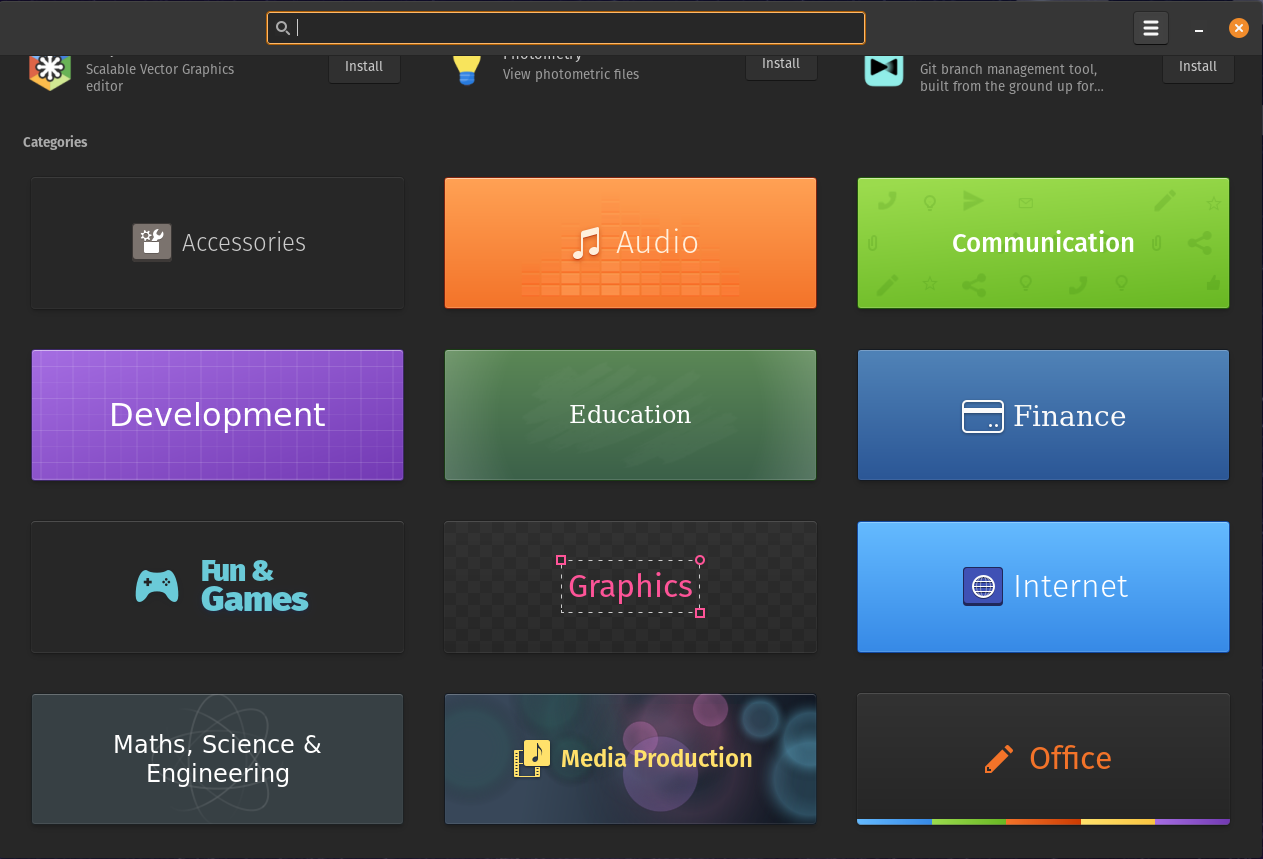 Scalable Vector Graphics
editor
Install
Photometry
View photometric files
Install
Git branch management tool,
built from the ground up for...
Install
Categories
Accessories
Audio
Communication
Development
Education
Finance
Fun &
Games
Graphics
Internet
Maths, Science &
Engineering
Media Production
Office